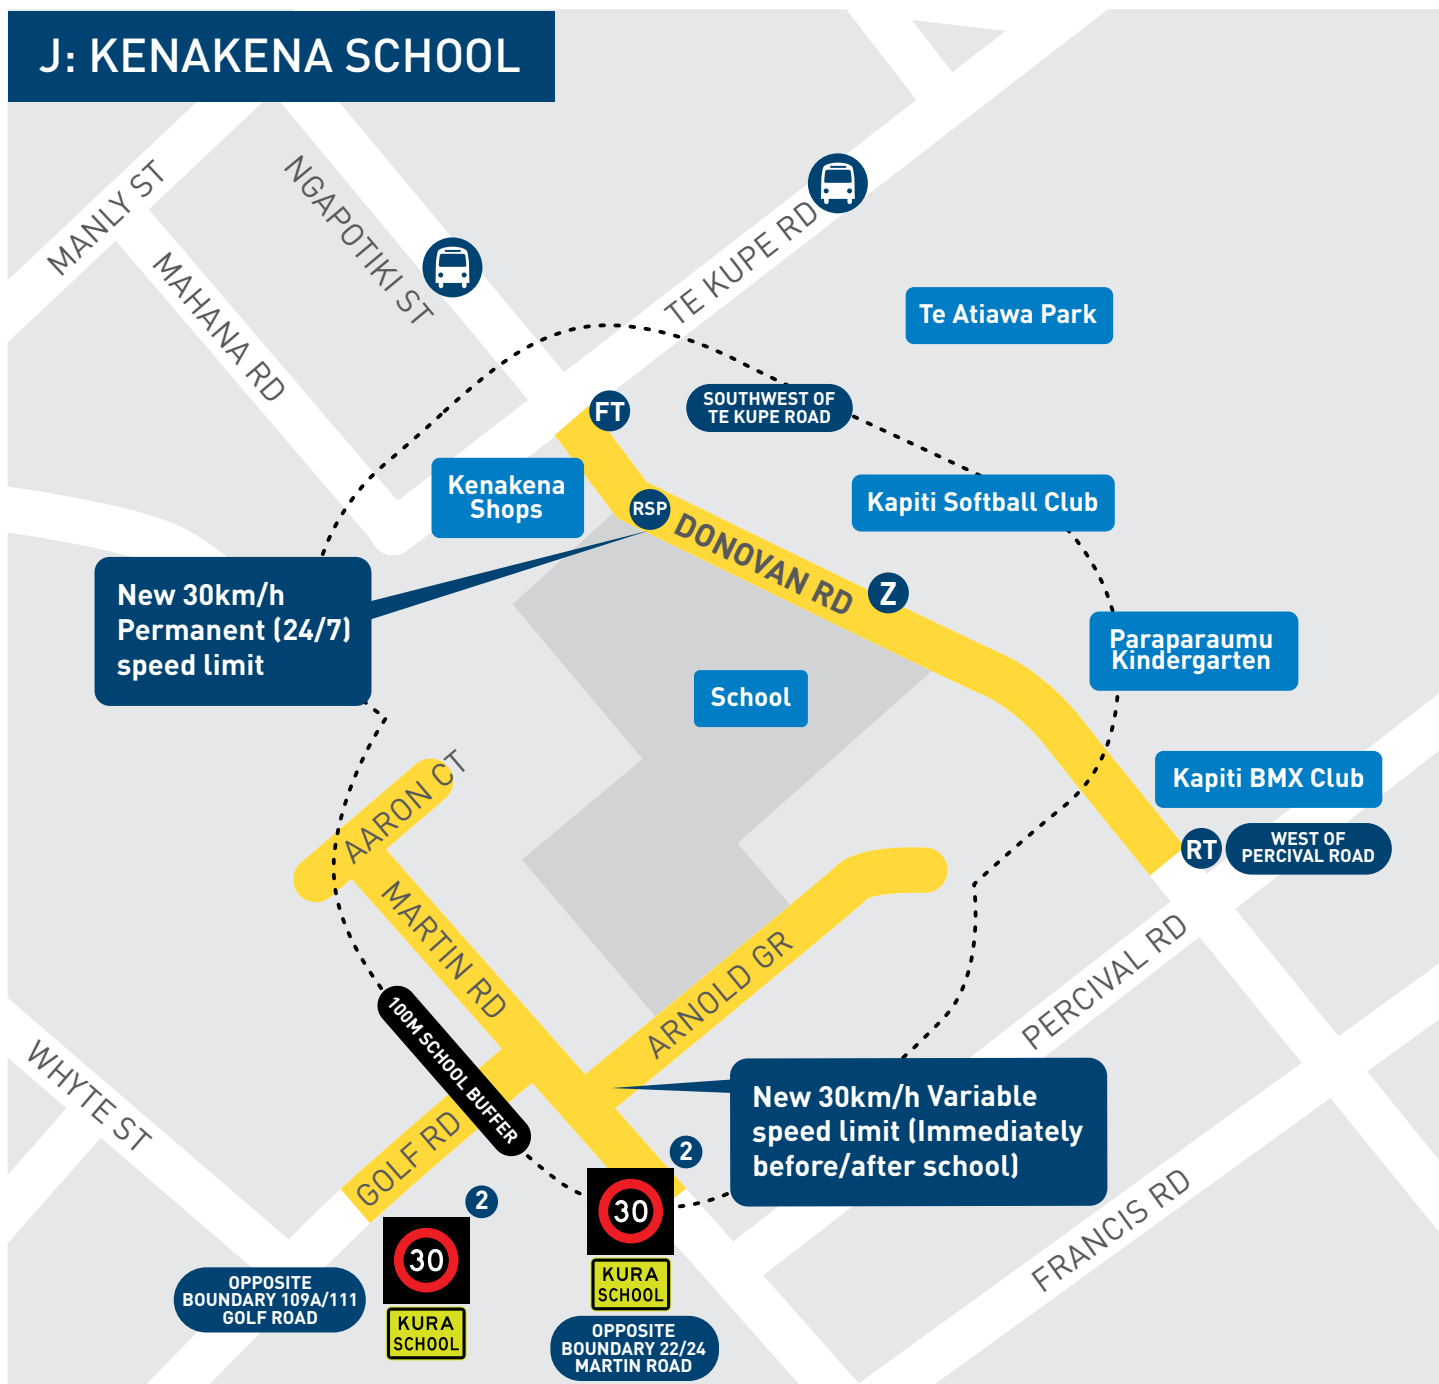 J: KENAKENA SCHOOL
MANLY ST
NGAPOTIKI ST
MAHANA RD
TE KUPE RD
Te Atiawa Park
FT
SOUTHWEST OF
TE KUPE ROAD
Kenakena
Shops
RSP
DONOVAN RD
Kapiti Softball Club
Z
New 30km/h
Permanent (24/7)
speed limit
Paraparaumu
Kindergarten
School
Kapiti BMX Club
AARON CT
RT
WEST OF
PERCIVAL ROAD
MARTIN RD
ARNOLD GR
PERCIVAL RD
100M SCHOOL BUFFER
WHYTE ST
GOLF RD
New 30km/h Variable
speed limit (Immediately
before/after school)
FRANCIS RD
2
30
KURA
SCHOOL
OPPOSITE
BOUNDARY 109A/111
GOLF ROAD
2
30
KURA
SCHOOL
OPPOSITE
BOUNDARY 22/24
MARTIN ROAD